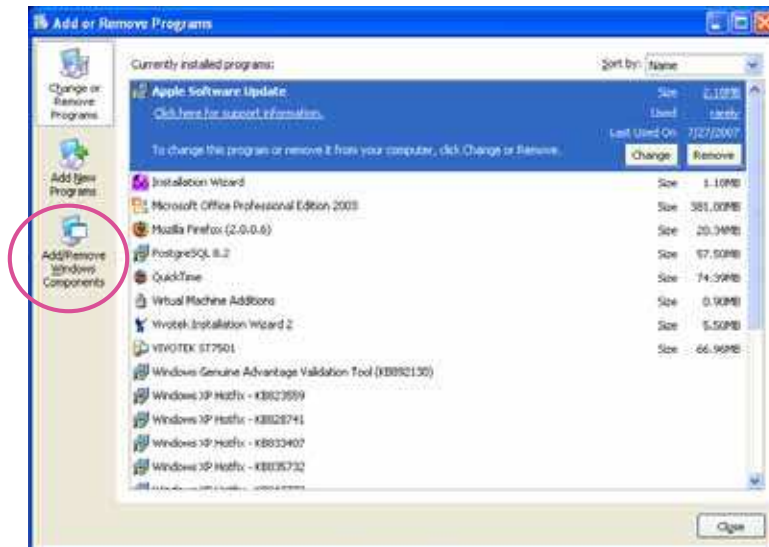 Add or Remove Programs
Change or
Remove
Programs
Add New
Programs
Add/Remove
Windows
Components
Currently installed programs:
Sort by: Name
Apple Software Update
Size 2.10MB
Click here for support information.
Used rarely
Last Used On 7/27/2007
To change this program or remove it from your computer, click Change or Remove.
Change Remove
Installation Wizard Size 1.10MB
Microsoft Office Professional Edition 2003 Size 381.00MB
Mozilla Firefox (2.0.0.6) Size 20.34MB
PostgreSQL 8.2 Size 57.50MB
QuickTime Size 74.39MB
Virtual Machine Additions Size 0.90MB
Vivotek Installation Wizard 2 Size 5.50MB
VIVOTEK ST7501 Size 66.96MB
Windows Genuine Advantage Validation Tool (KB892130)
Windows XP Hotfix - KB823559
Windows XP Hotfix - KB828741
Windows XP Hotfix - KB833407
Windows XP Hotfix - KB835732
Close